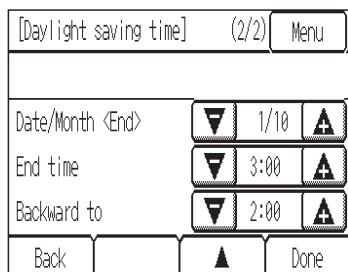 [Daylight saving time] (2/2) Menu
Date/Month <End> 1/10
End time 3:00
Backward to 2:00
Back Done